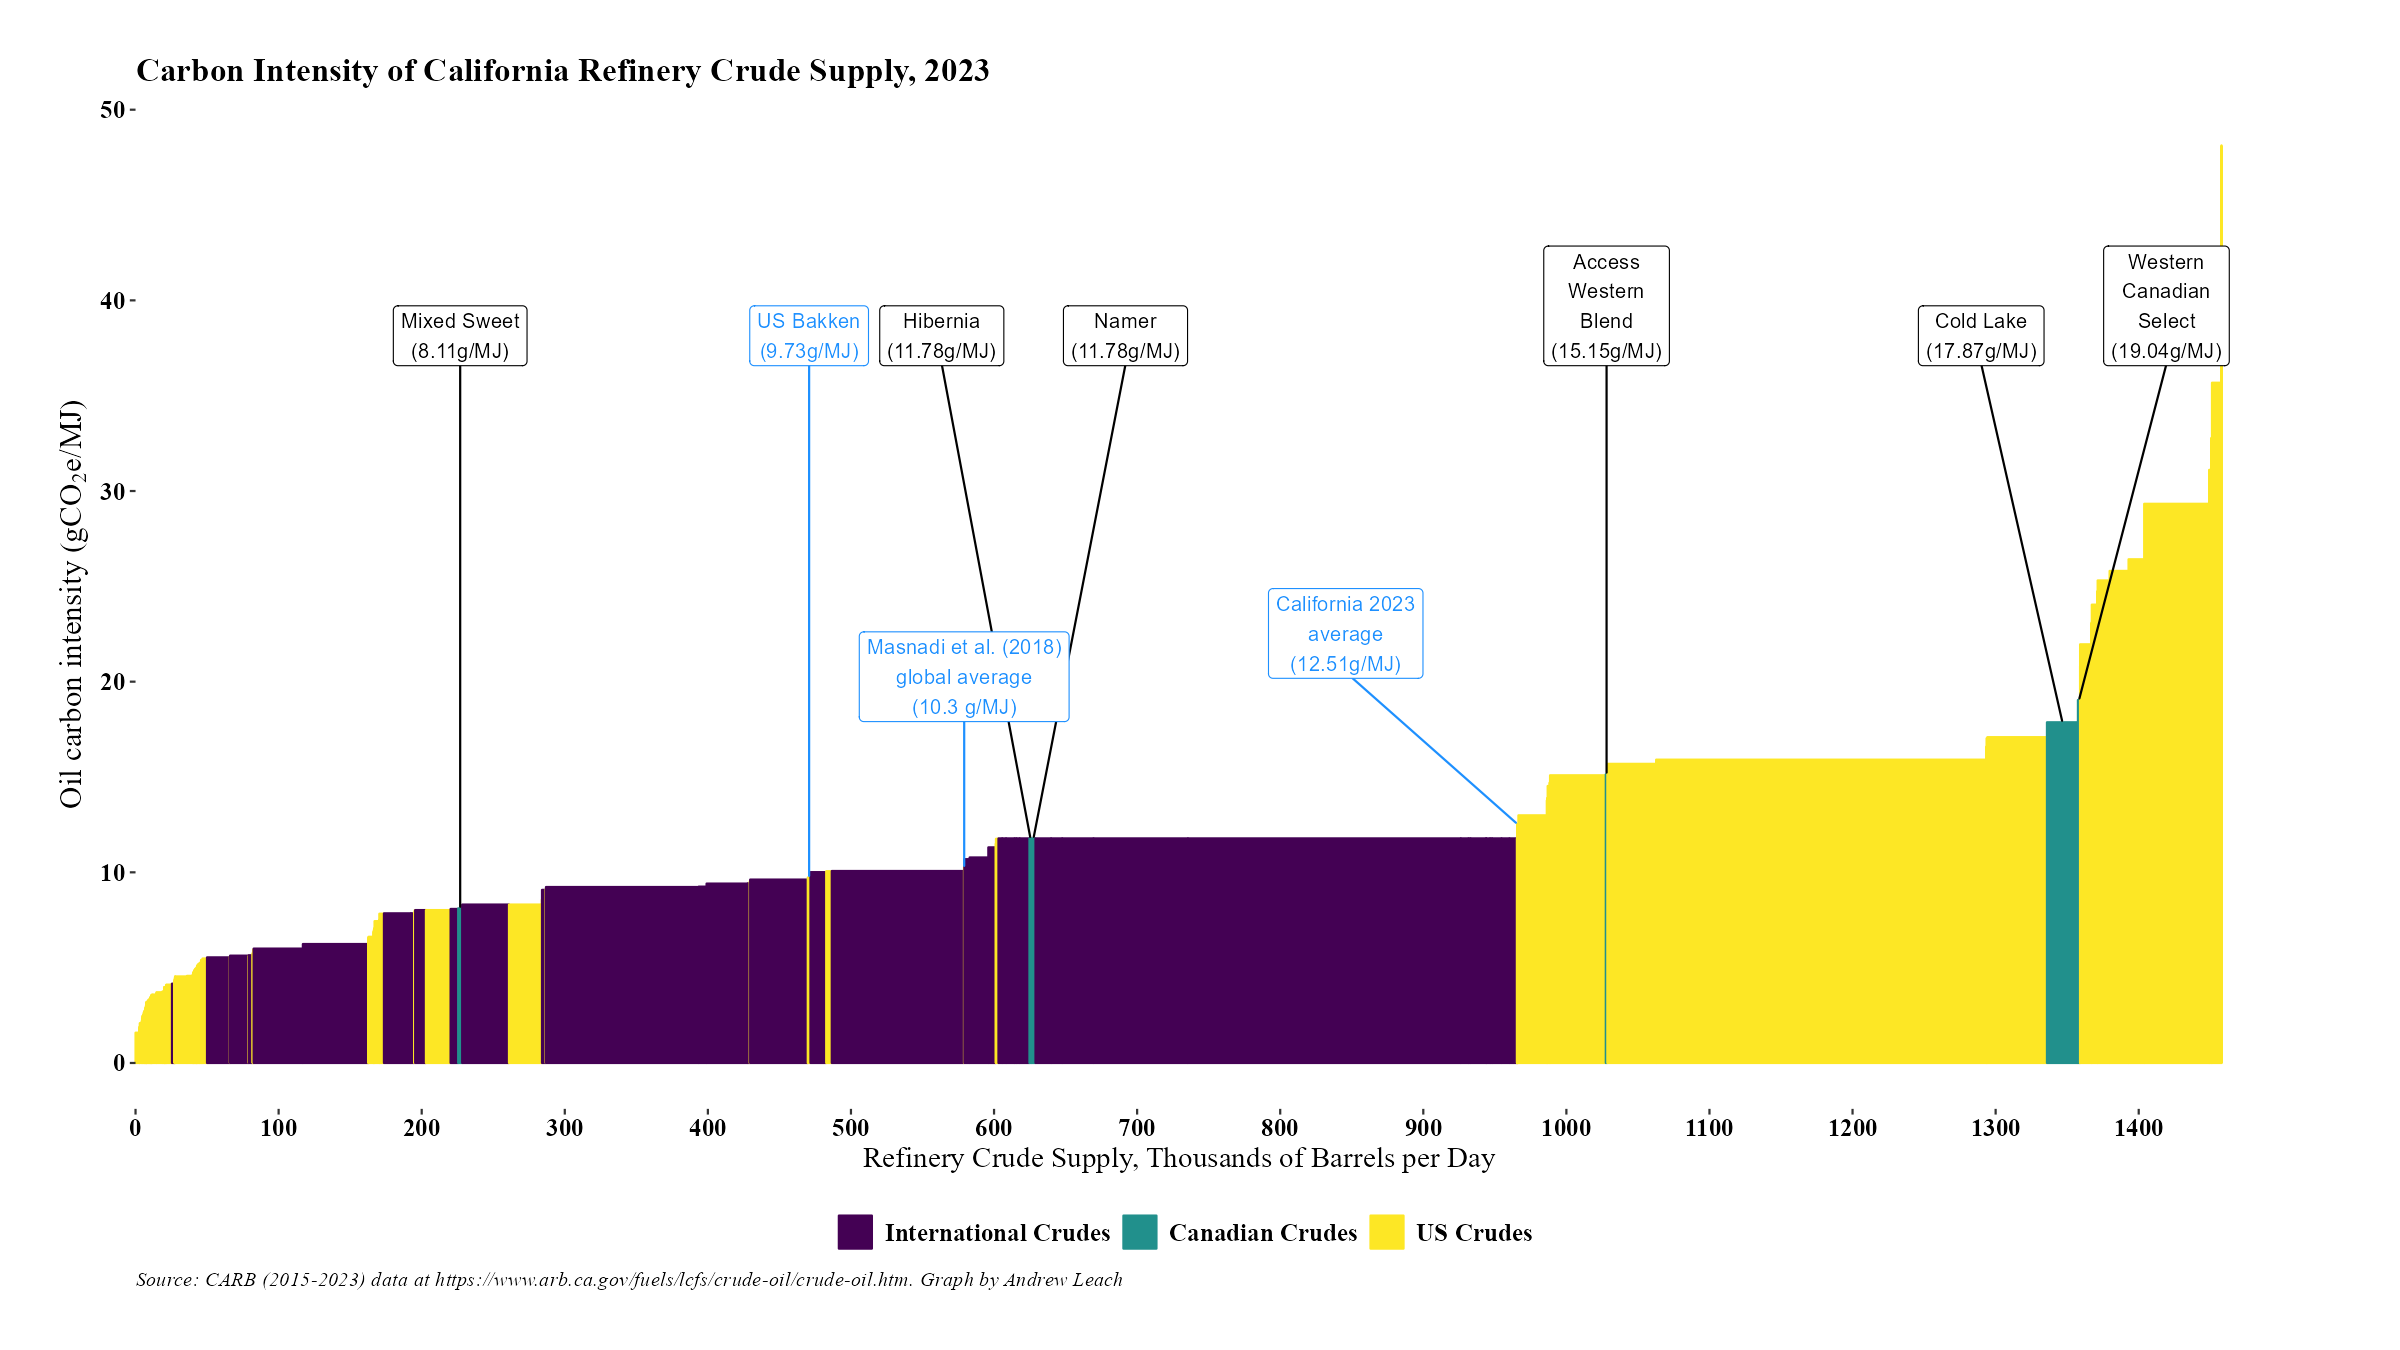 Carbon Intensity of California Refinery Crude Supply, 2023
50
40
30
20
10
0
Oil carbon intensity (gCO₂e/MJ)
Mixed Sweet
(8.11g/MJ)
US Bakken
(9.73g/MJ)
Hibernia
(11.78g/MJ)
Namer
(11.78g/MJ)
Access
Western
Blend
(15.15g/MJ)
Cold Lake
(17.87g/MJ)
Western
Canadian
Select
(19.04g/MJ)
Masnadi et al. (2018)
global average
(10.3 g/MJ)
California 2023
average
(12.51g/MJ)
0 100 200 300 400 500 600 700 800 900 1000 1100 1200 1300 1400
Refinery Crude Supply, Thousands of Barrels per Day
International Crudes Canadian Crudes US Crudes
Source: CARB (2015-2023) data at https://www.arb.ca.gov/fuels/lcfs/crude-oil/crude-oil.htm. Graph by Andrew Leach